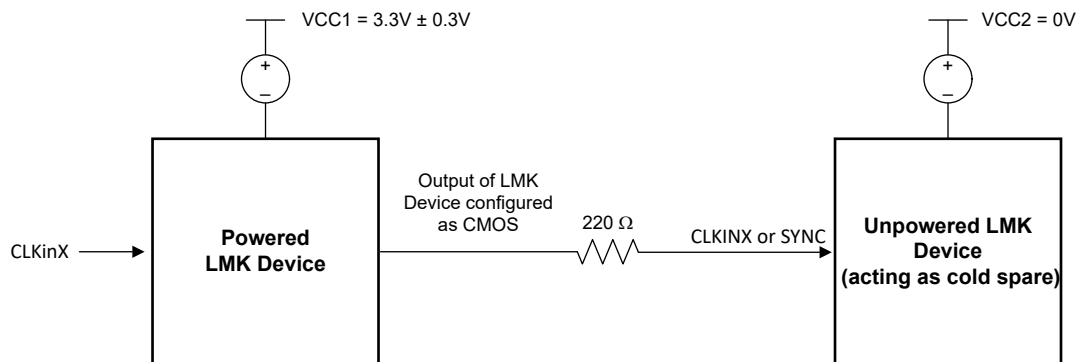 VCC1 = 3.3V ± 0.3V
VCC2 = 0V
+
–
+
–
Output of LMK
Device configured
as CMOS
220 Ω
CLKinX
Powered
LMK Device
CLKINX or SYNC
Unpowered LMK
Device
(acting as cold spare)